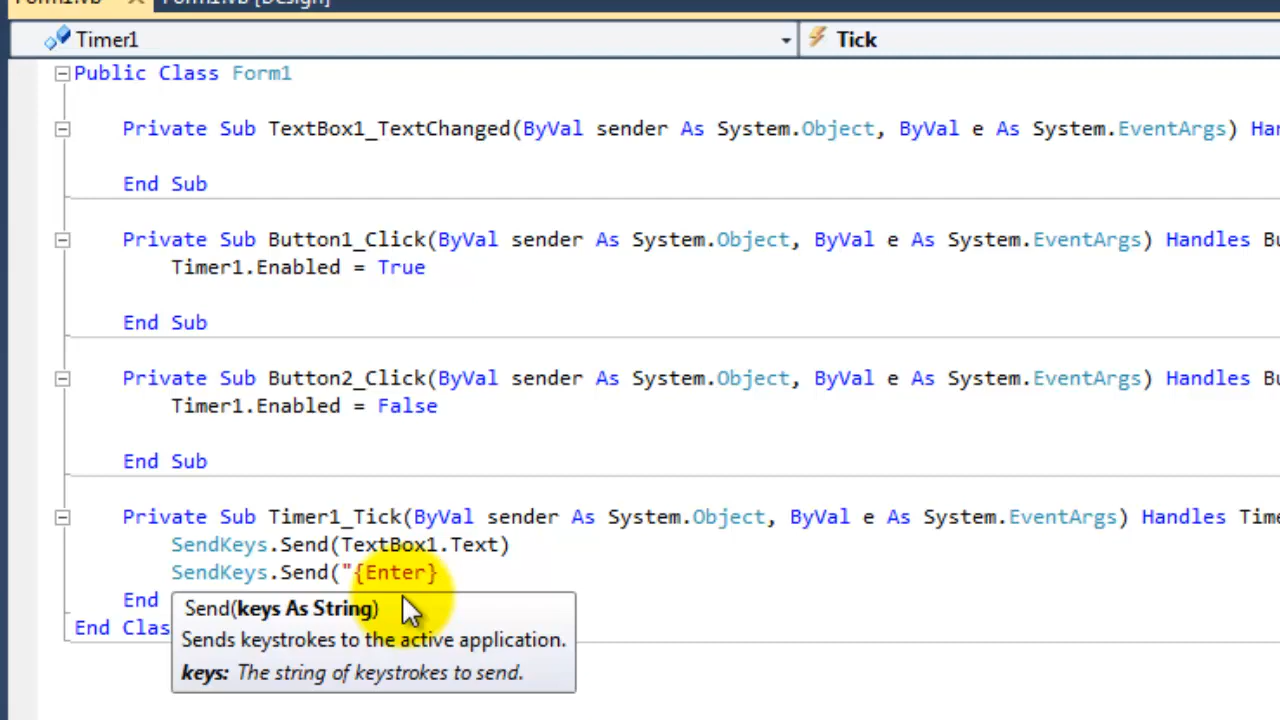 Form1.vb Form1.vb [Design]
Timer1 Tick
Public Class Form1
Private Sub TextBox1_TextChanged(ByVal sender As System.Object, ByVal e As System.EventArgs) Han
End Sub
Private Sub Button1_Click(ByVal sender As System.Object, ByVal e As System.EventArgs) Handles Bu
Timer1.Enabled = True
End Sub
Private Sub Button2_Click(ByVal sender As System.Object, ByVal e As System.EventArgs) Handles Bu
Timer1.Enabled = False
End Sub
Private Sub Timer1_Tick(ByVal sender As System.Object, ByVal e As System.EventArgs) Handles Time
SendKeys.Send(TextBox1.Text)
SendKeys.Send("{Enter}
End
Send(keys As String)
End Clas
Sends keystrokes to the active application.
keys: The string of keystrokes to send.